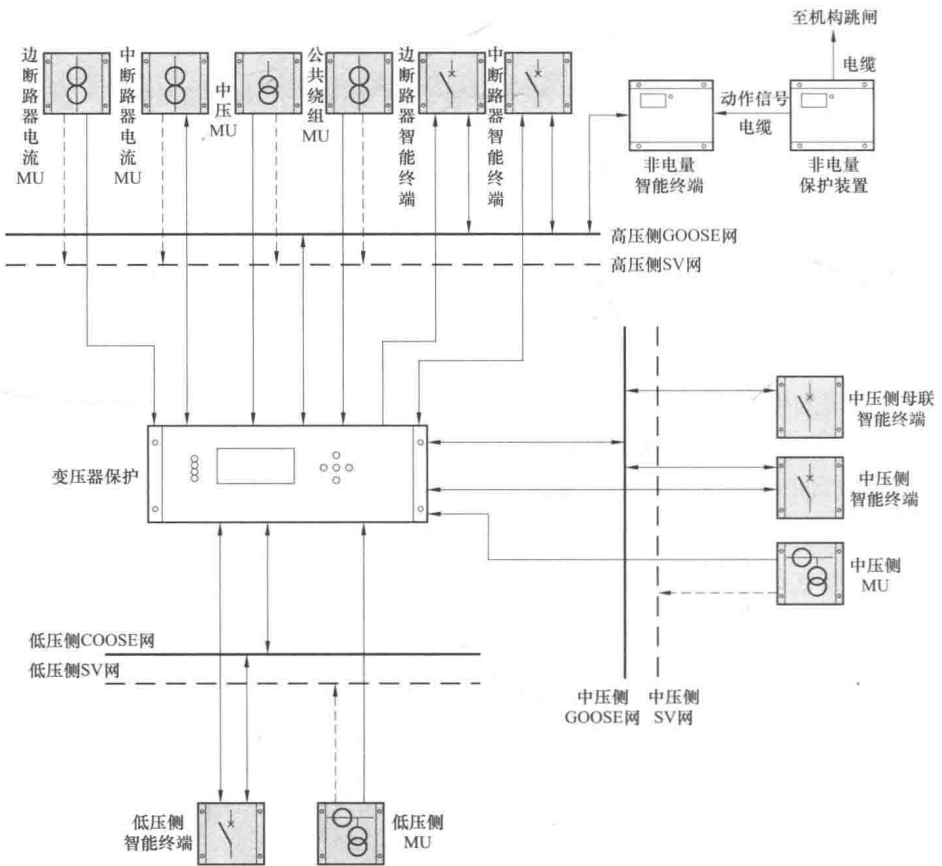 至机构跳闸
电缆
边断路器电流MU
中断路器电流MU
中压MU
公共绕组MU
边断路器智能终端
中断路器智能终端
动作信号
电缆
非电量
智能终端
非电量
保护装置
高压侧GOOSE网
高压侧SV网
中压侧母联
智能终端
变压器保护
中压侧
智能终端
中压侧
MU
低压侧COOSE网
低压侧SV网
中压侧
GOOSE网
中压侧
SV网
低压侧
智能终端
低压侧
MU